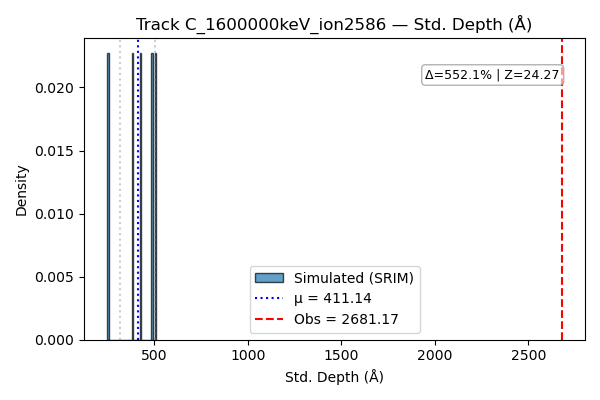 Track C_1600000keV_ion2586 — Std. Depth (Å)
Δ=552.1% | Z=24.27
Density
0.020
0.015
0.010
0.005
0.000
Simulated (SRIM)
μ = 411.14
Obs = 2681.17
500 1000 1500 2000 2500
Std. Depth (Å)